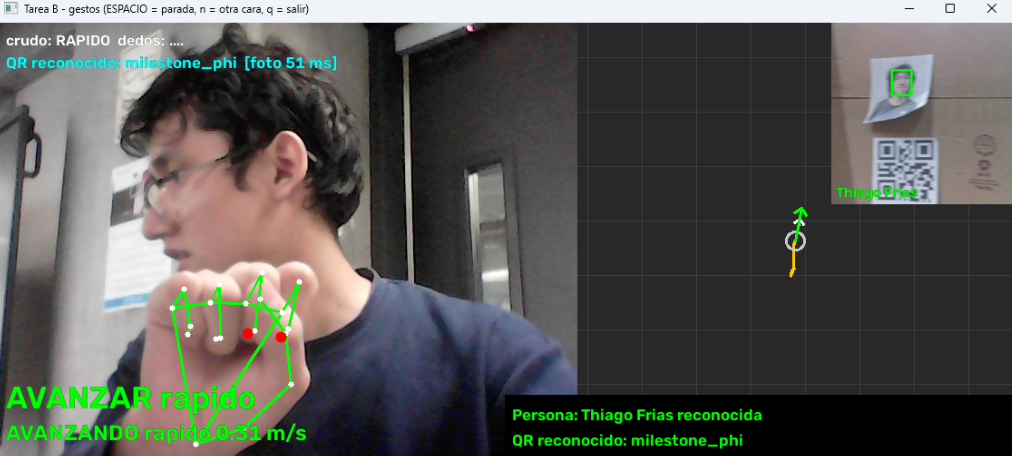 Tarea B - gestos (ESPACIO = parada, n = otra cara, q = salir)
crudo: RAPIDO dedos: ....
QR reconocido: milestone_phi [foto 51 ms]
Thiago Frias
AVANZAR rapido
AVANZANDO rapido 0.31 m/s
Persona: Thiago Frias reconocida
QR reconocido: milestone_phi